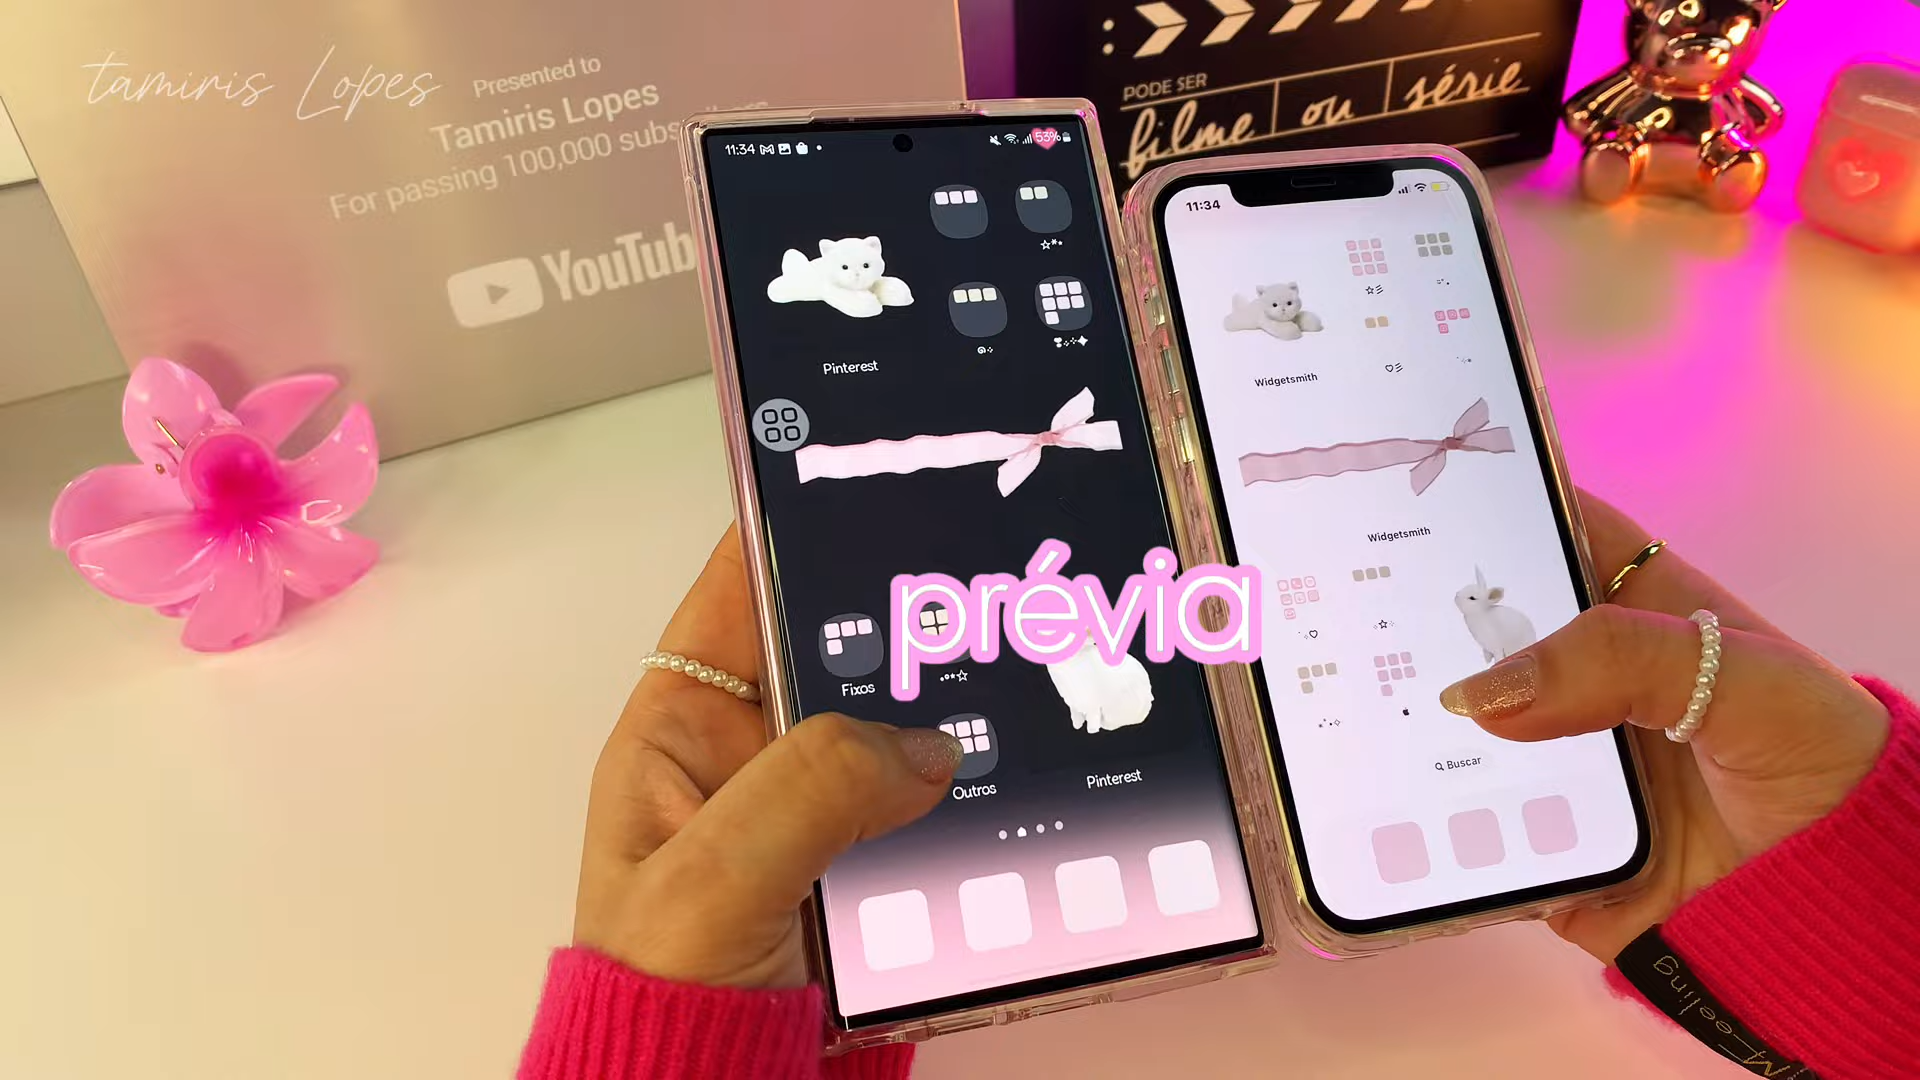 tamiris Lopes
Presented to
Tamiris Lopes
For passing 100,000 subs
YouTub
PODE SER
filme ou série
11:34
53%
Pinterest
Fixos
Outros
Pinterest
11:34
Widgetsmith
Widgetsmith
Buscar
prévia
Feeling